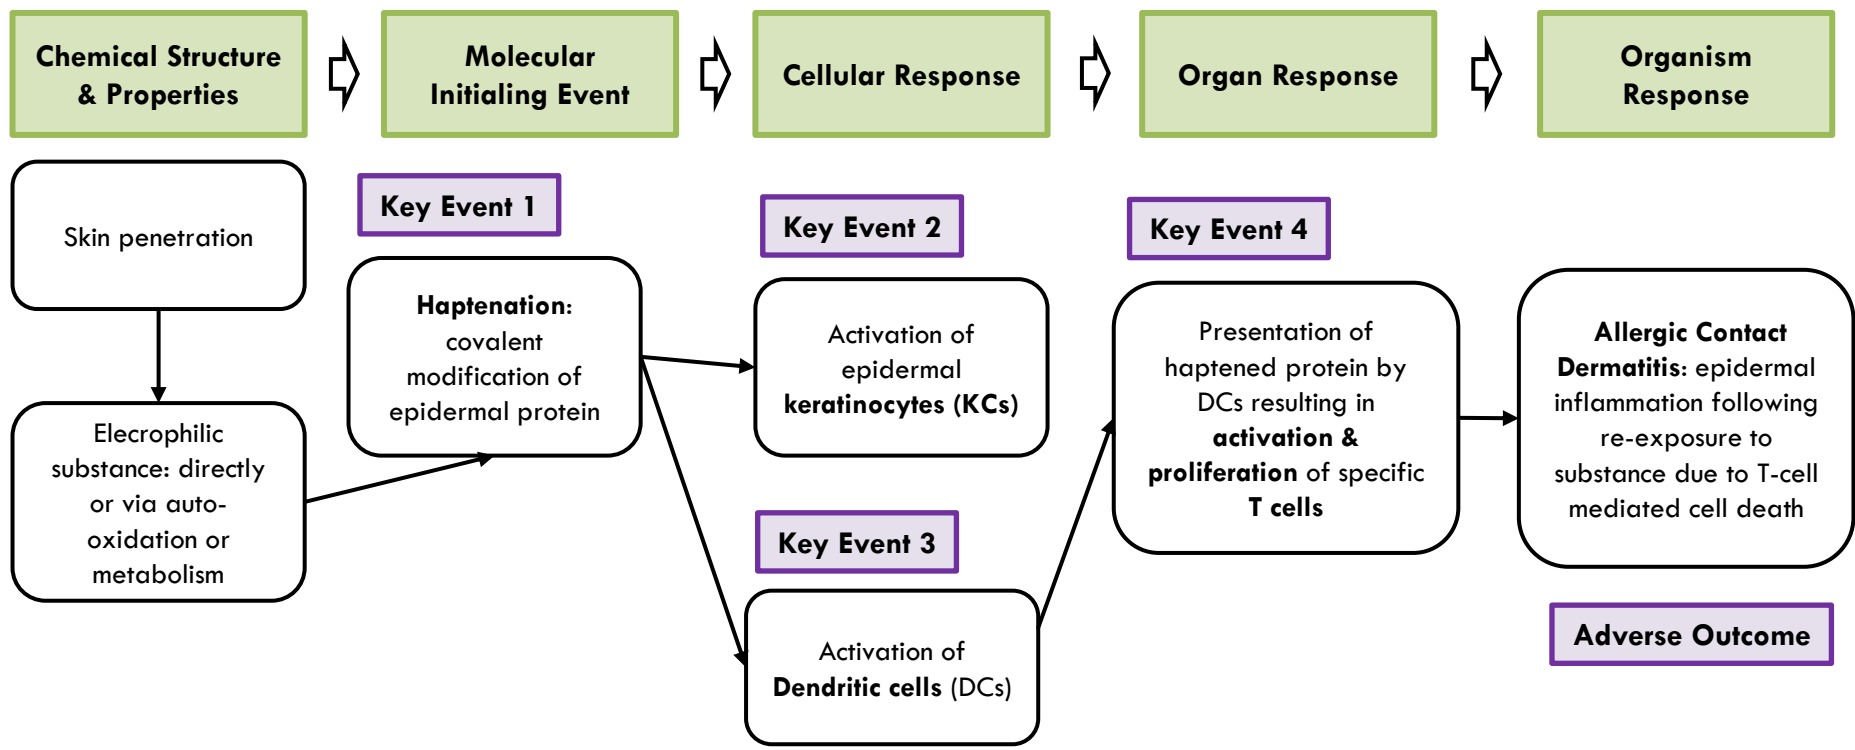 Chemical Structure
& Properties
Molecular
Initialing Event
Cellular Response
Organ Response
Organism
Response
Skin penetration
Elecrophilic
substance: directly
or via auto-
oxidation or
metabolism
Key Event 1
Haptenation:
covalent
modification of
epidermal protein
Key Event 2
Activation of
epidermal
keratinocytes (KCs)
Key Event 3
Activation of
Dendritic cells (DCs)
Key Event 4
Presentation of
haptened protein by
DCs resulting in
activation &
proliferation of specific
T cells
Allergic Contact
Dermatitis: epidermal
inflammation following
re-exposure to
substance due to T-cell
mediated cell death
Adverse Outcome